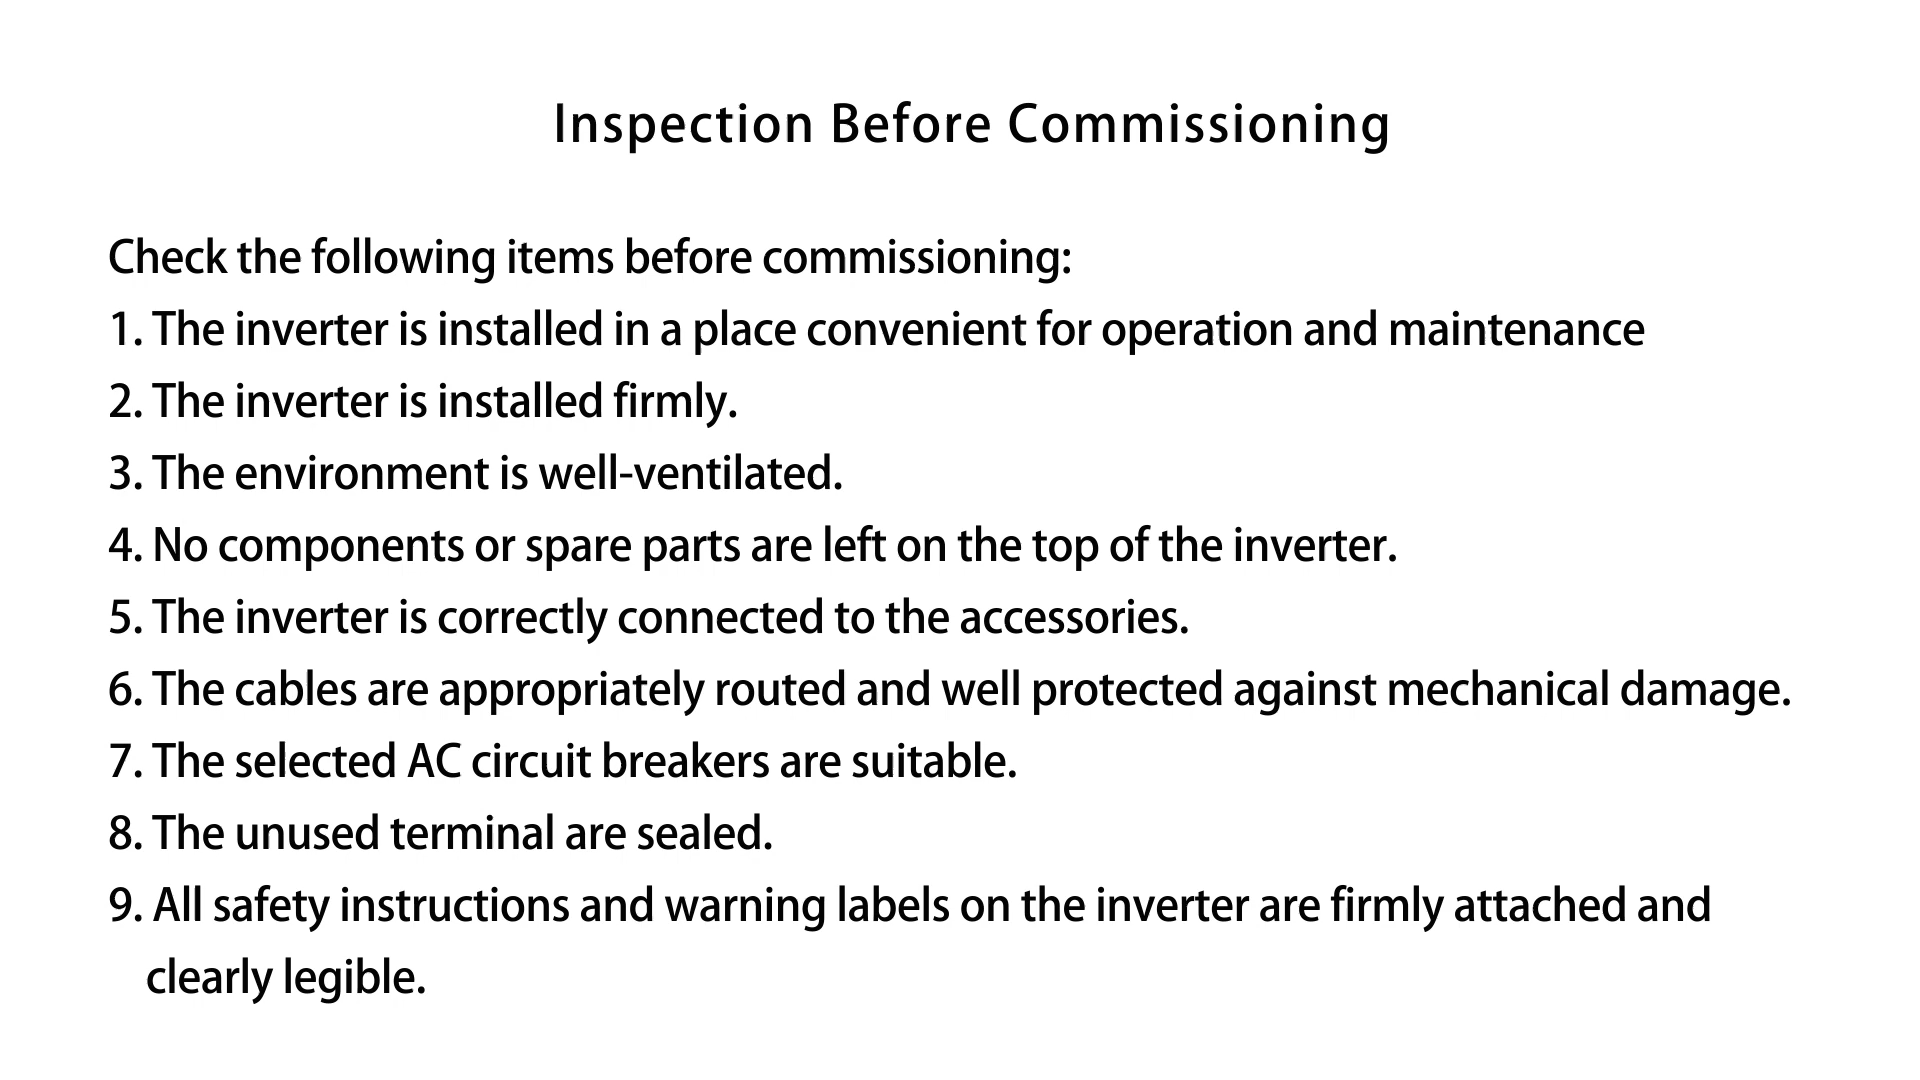 Inspection Before Commissioning
Check the following items before commissioning:
1. The inverter is installed in a place convenient for operation and maintenance
2. The inverter is installed firmly.
3. The environment is well-ventilated.
4. No components or spare parts are left on the top of the inverter.
5. The inverter is correctly connected to the accessories.
6. The cables are appropriately routed and well protected against mechanical damage.
7. The selected AC circuit breakers are suitable.
8. The unused terminal are sealed.
9. All safety instructions and warning labels on the inverter are firmly attached and
clearly legible.